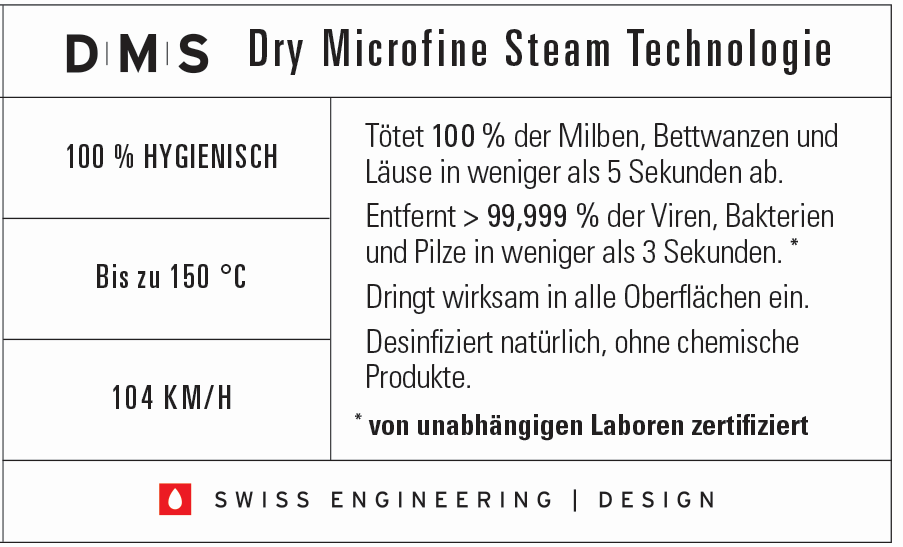 D|M|S Dry Microfine Steam Technologie
100 % HYGIENISCH
Bis zu 150 °C
104 KM/H
Tötet 100 % der Milben, Bettwanzen und
Läuse in weniger als 5 Sekunden ab.
Entfernt > 99,999 % der Viren, Bakterien
und Pilze in weniger als 3 Sekunden. *
Dringt wirksam in alle Oberflächen ein.
Desinfiziert natürlich, ohne chemische
Produkte.
* von unabhängigen Laboren zertifiziert
SWISS ENGINEERING | DESIGN